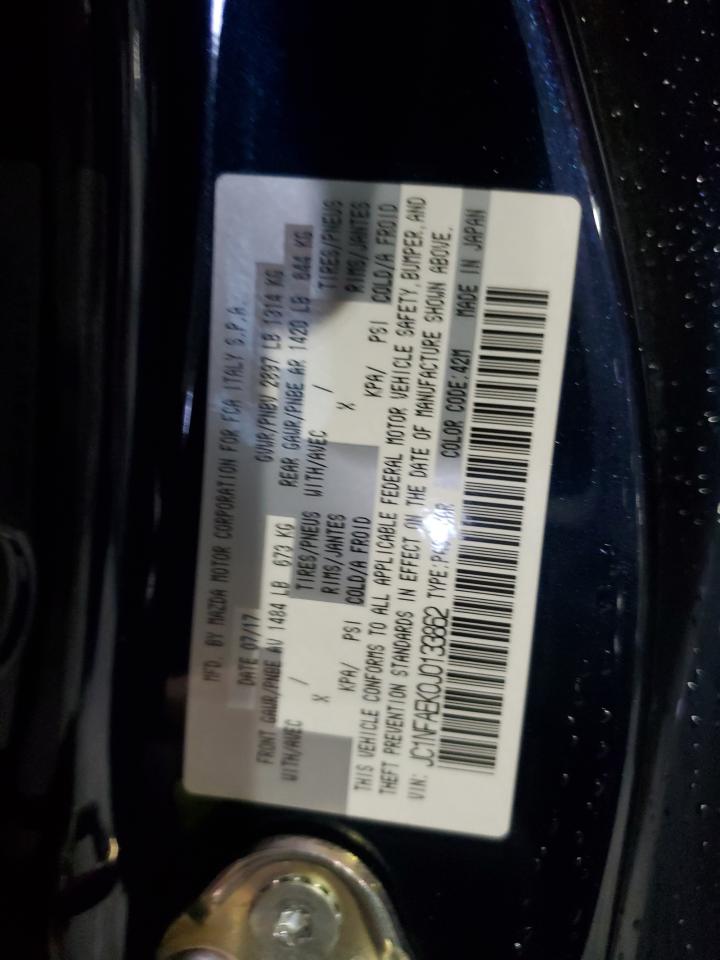 MFD. BY MAZDA MOTOR CORPORATION FOR FCA ITALY S.P.A.
DATE 07/17 GVWR/PNBV 2897 LB 1314 KG
FRONT GAWR/PNBE AV 1484 LB 673 KG REAR GAWR/PNBE AR 1420 LB 644 KG
WITH/AVEC / TIRES/PNEUS WITH/AVEC / TIRES/PNEUS
X RIMS/JANTES X RIMS/JANTES
KPA/ PSI COLD/A FROID KPA/ PSI COLD/A FROID
THIS VEHICLE CONFORMS TO ALL APPLICABLE FEDERAL MOTOR VEHICLE SAFETY, BUMPER, AND
THEFT PREVENTION STANDARDS IN EFFECT ON THE DATE OF MANUFACTURE SHOWN ABOVE.
VIN: JC1NFAEK0J0133862 TYPE: COLOR CODE: 42M MADE IN JAPAN